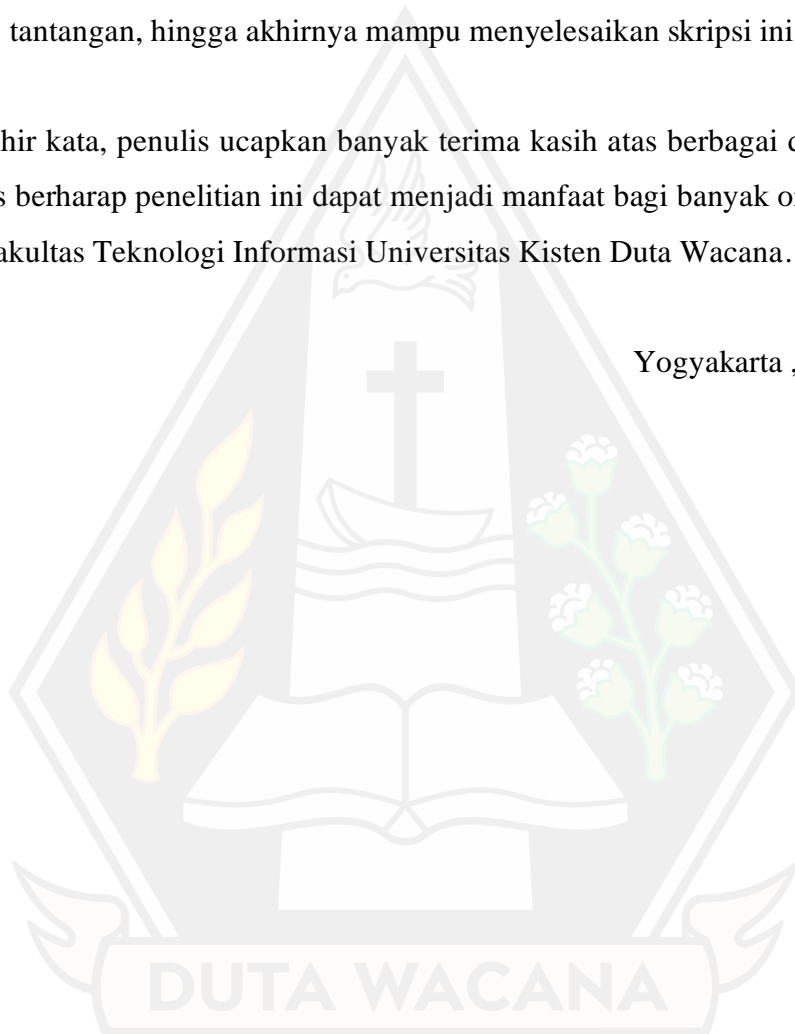 tantangan, hingga akhirnya mampu menyelesaikan skripsi ini
hir kata, penulis ucapkan banyak terima kasih atas berbagai
s berharap penelitian ini dapat menjadi manfaat bagi banyak
akultas Teknologi Informasi Universitas Kisten Duta Wacana.
Yogyakarta ,
DUTA WACANA